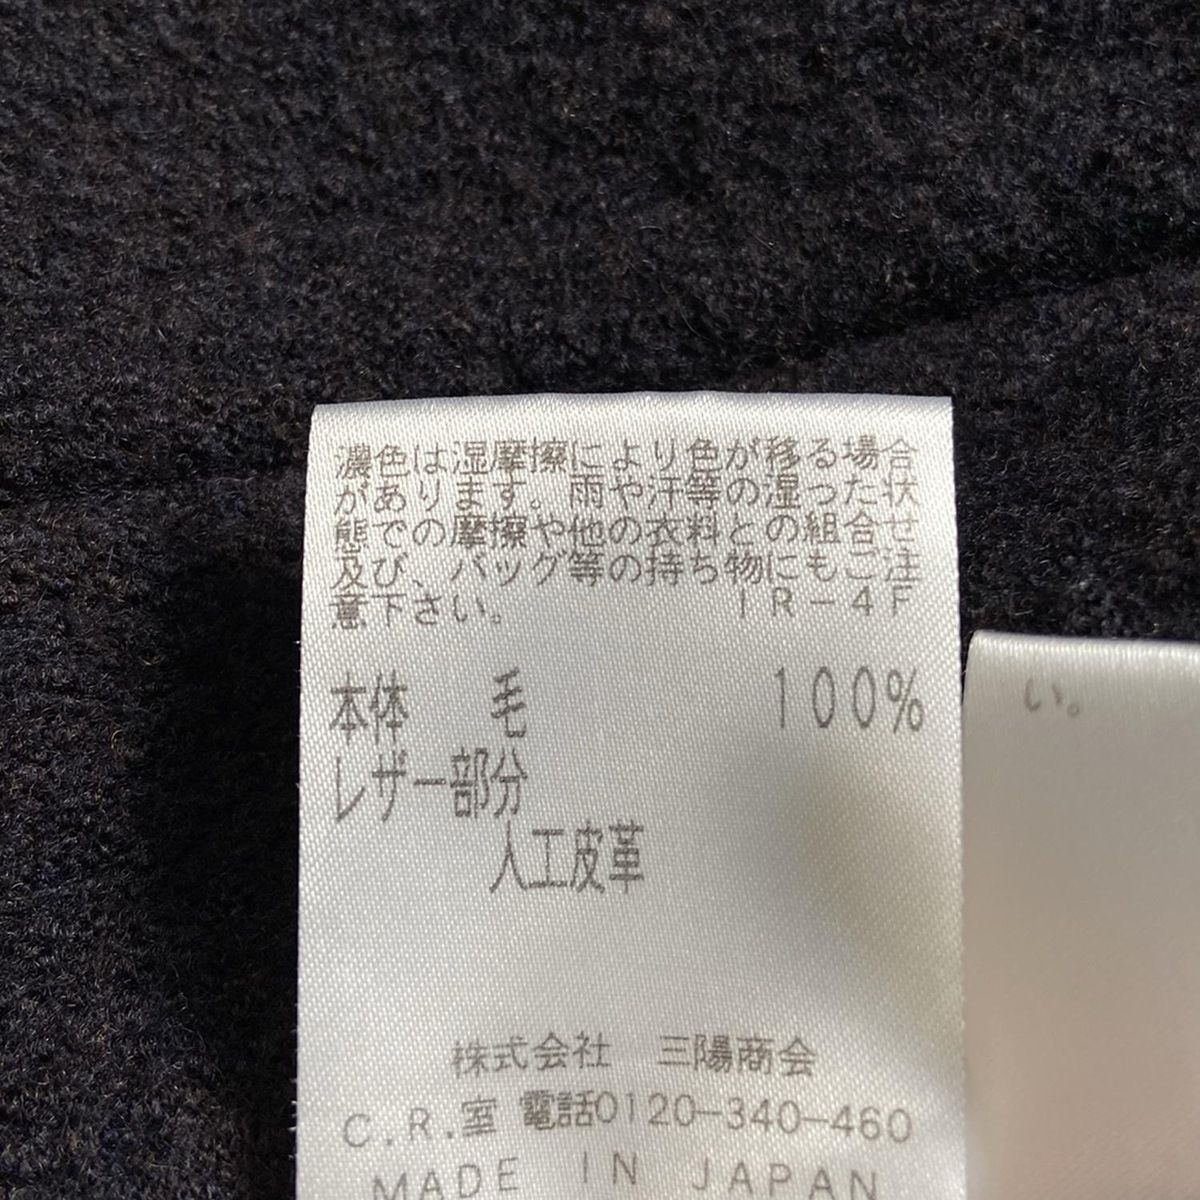 濃色は湿摩擦により色が移る場合
があります。雨や汗等の湿った状
態での摩擦や他の衣料との組合せ
及び、バッグ等の持ち物にもご注
意下さい。 IR-4F
本体 毛 100%
レザー部分
人工皮革
株式会社 三陽商会
C.R.室 電話0120-340-460
MADE IN JAPAN
い。